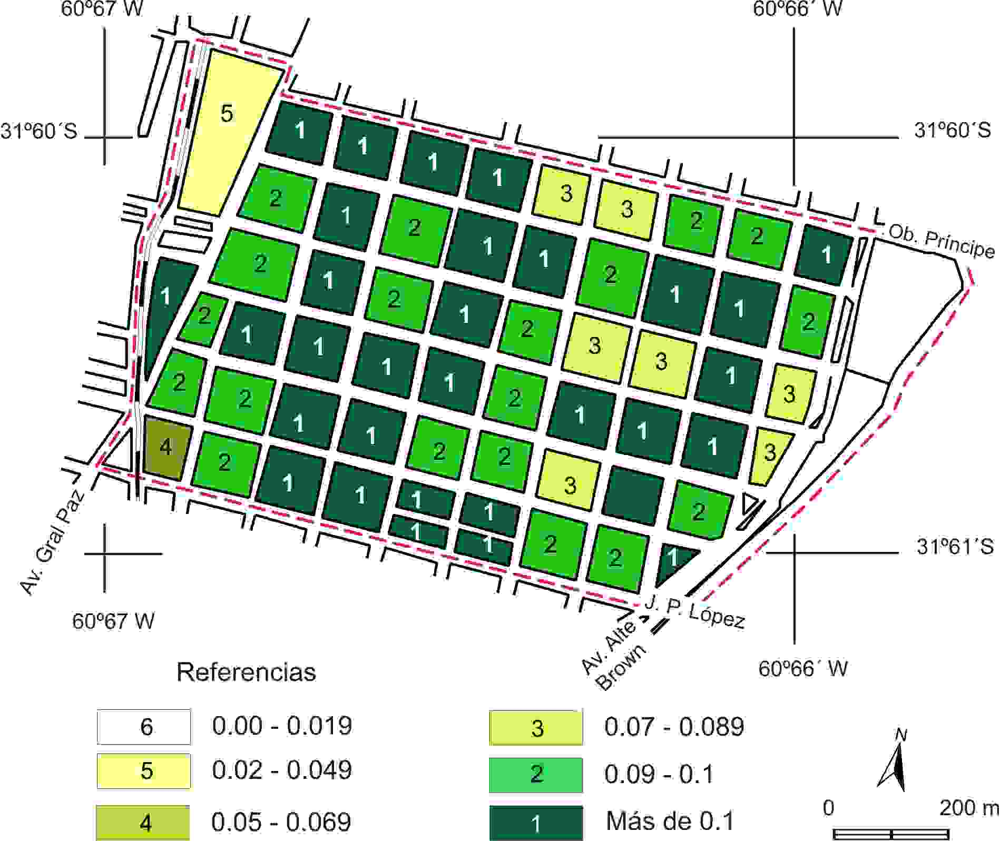 60º67 W
60º66´ W
5
31º60´S
31º60´S
1
1
1
1
3
3
2
2
1
Ob. Príncipe
2
1
2
1
1
2
1
1
2
2
1
2
1
2
3
3
1
3
1
2
1
1
1
1
2
1
1
1
3
2
2
1
1
2
2
3
2
4
2
1
1
1
1
1
1
2
2
1
Av. Gral Paz
31º61´S
J. P. López
Av. Alte
Brown
60º67 W
60º66´ W
Referencias
6 0.00 - 0.019
3 0.07 - 0.089
5 0.02 - 0.049
2 0.09 - 0.1
4 0.05 - 0.069
1 Más de 0.1
N
0 200 m